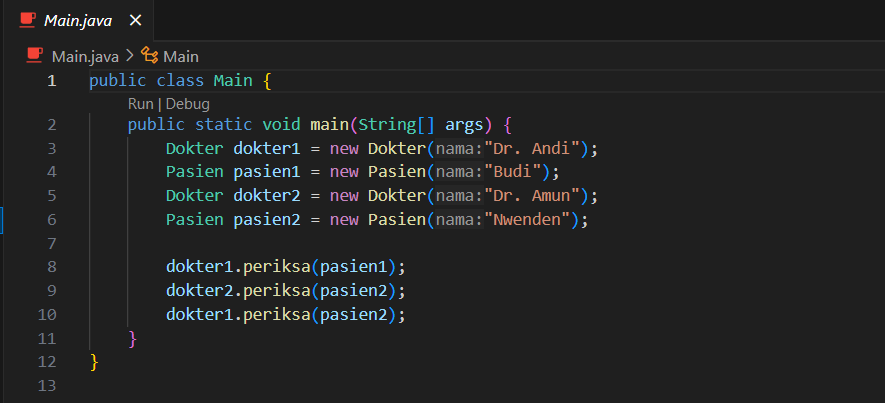 Main.java ×
Main.java > Main
1 public class Main {
Run | Debug
2 public static void main(String[] args) {
3 Dokter dokter1 = new Dokter(nama:"Dr. Andi");
4 Pasien pasien1 = new Pasien(nama:"Budi");
5 Dokter dokter2 = new Dokter(nama:"Dr. Amun");
6 Pasien pasien2 = new Pasien(nama:"Nwenden");
7
8 dokter1.periksa(pasien1);
9 dokter2.periksa(pasien2);
10 dokter1.periksa(pasien2);
11 }
12 }
13